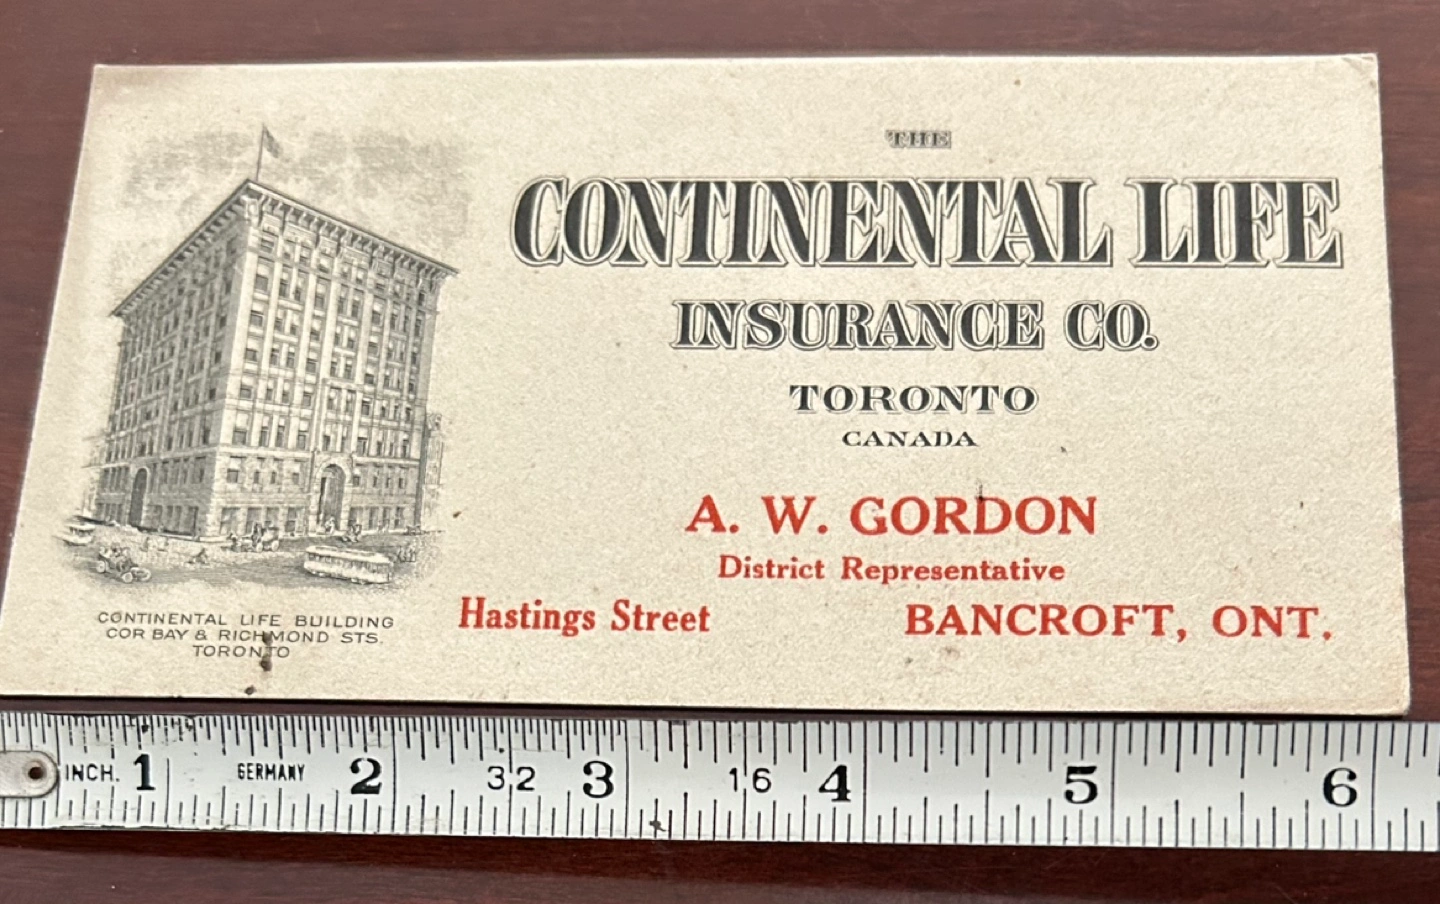 THE
CONTINENTAL LIFE
INSURANCE CO.
TORONTO
CANADA
A. W. GORDON
District Representative
Hastings Street BANCROFT, ONT.
CONTINENTAL LIFE BUILDING
COR BAY & RICHMOND STS.
TORONTO
INCH. 1 GERMANY 2 32 3 16 4 5 6